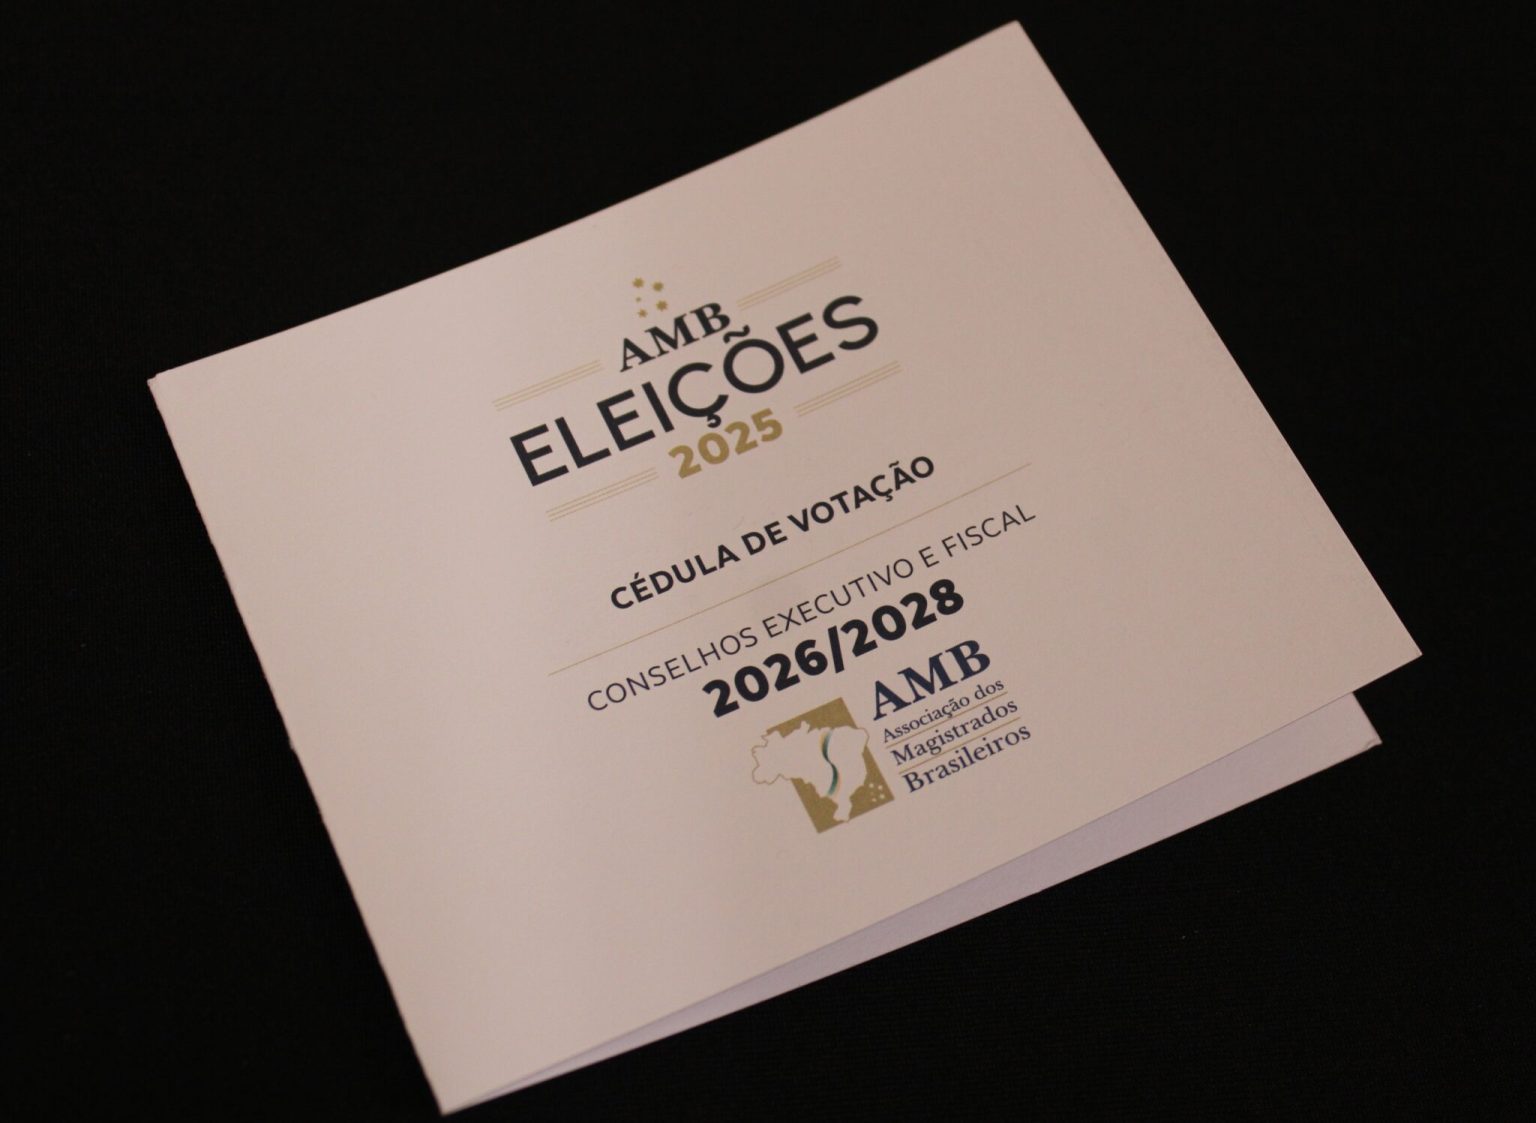 AMB
ELEIÇÕES
2025
CÉDULA DE VOTAÇÃO
CONSELHOS EXECUTIVO E FISCAL
2026/2028
AMB
Associação dos
Magistrados
Brasileiros